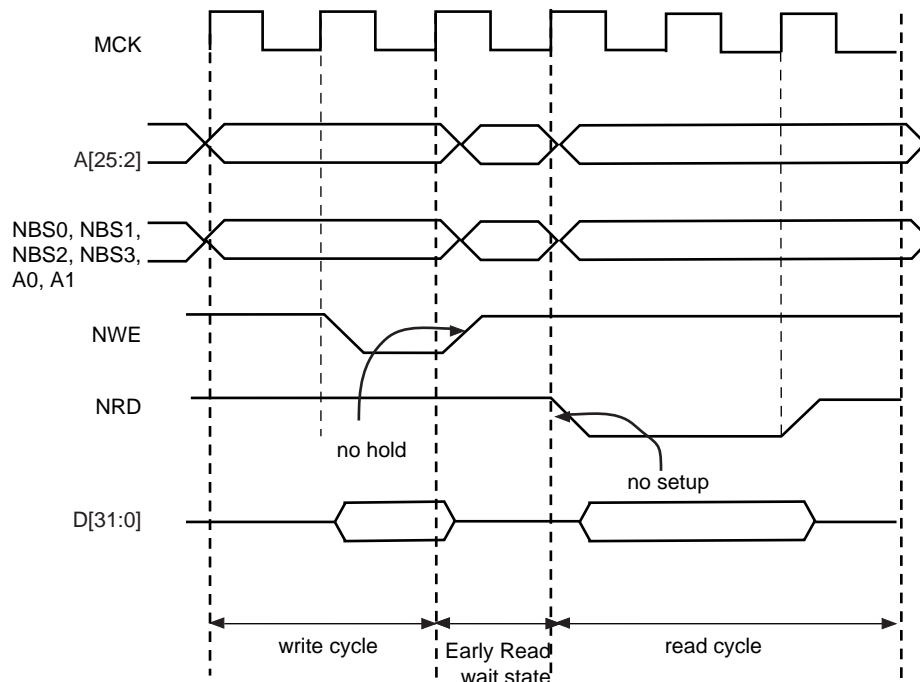 MCK
A[25:2]
NBS0, NBS1,
NBS2, NBS3,
A0, A1
NWE
NRD
no hold
no setup
D[31:0]
write cycle
Early Read
wait state
read cycle